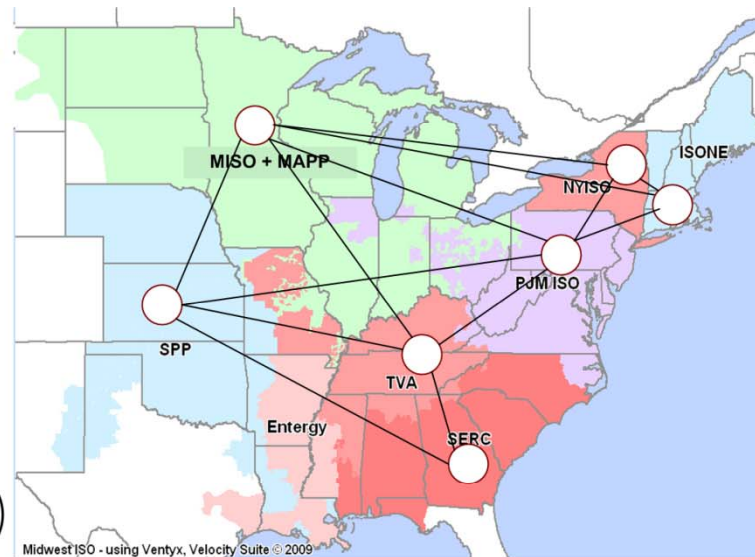 MISO + MAPP
ISONE
NYISO
PJM ISO
SPP
TVA
Entergy
SERC
Midwest ISO - using Ventyx, Velocity Suite © 2009